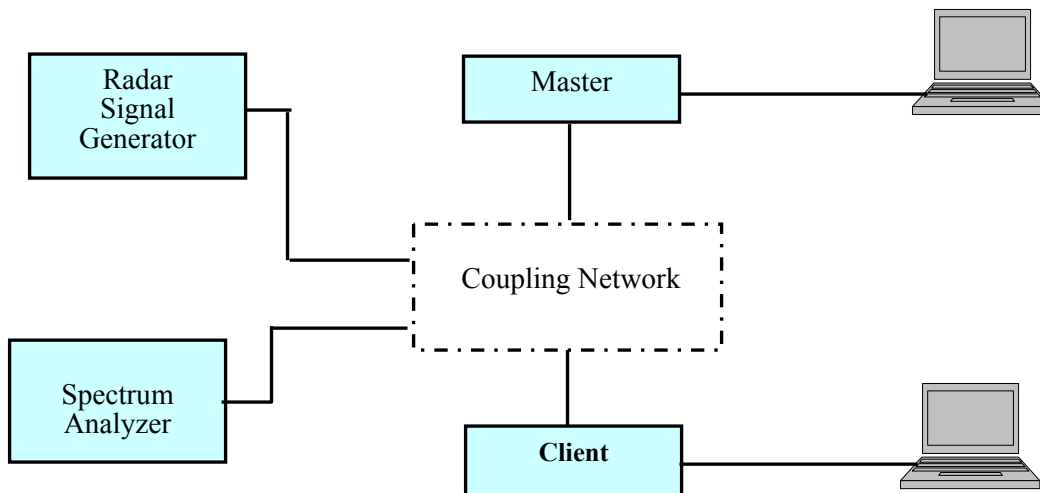 Radar
Signal
Generator
Master
Coupling Network
Spectrum
Analyzer
Client